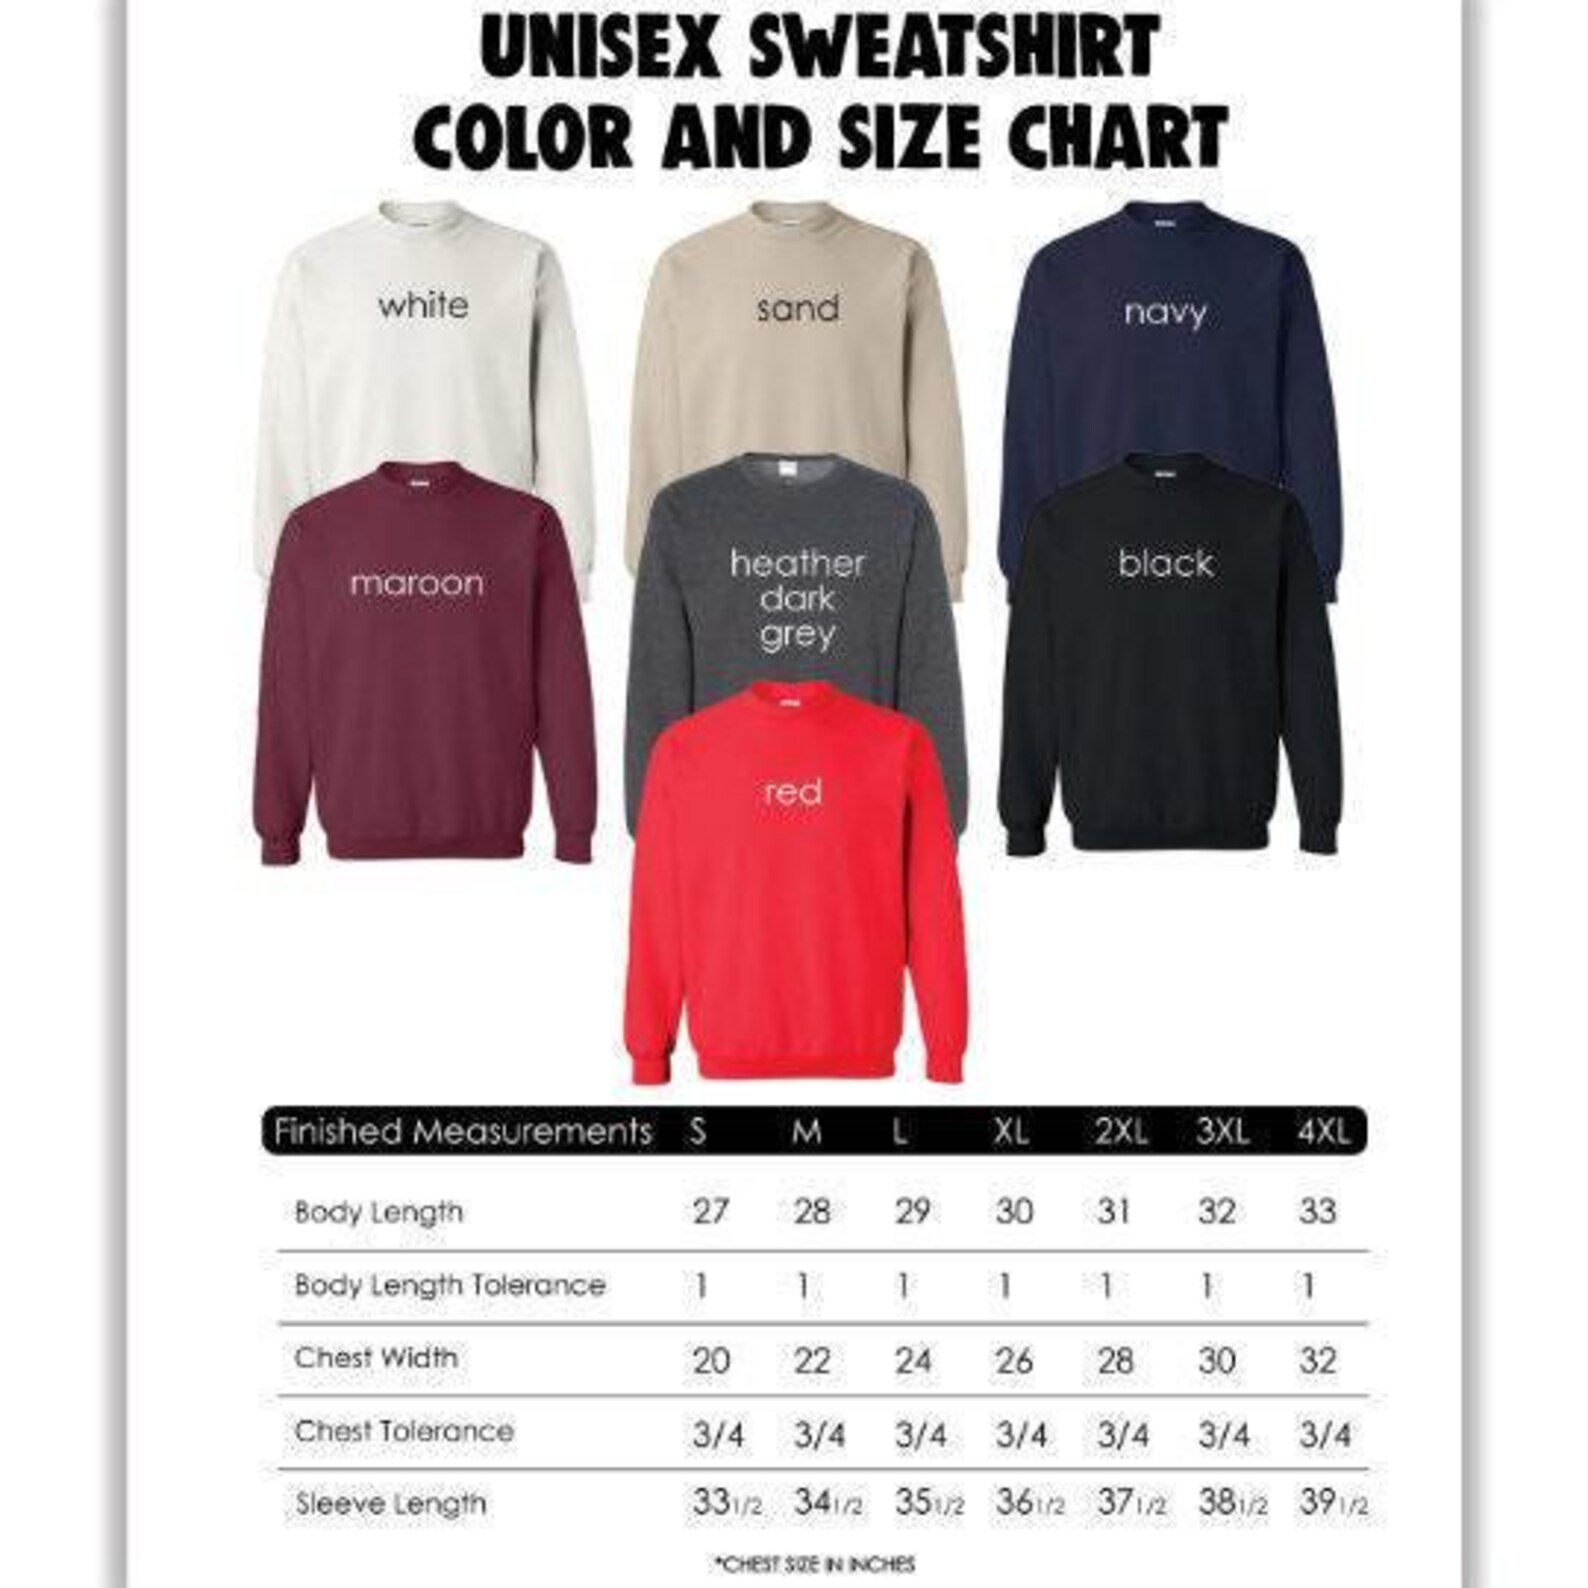 UNISEX SWEATSHIRT
COLOR AND SIZE CHART
white
sand
navy
maroon
heather
dark
grey
black
red
Finished Measurements S M L XL 2XL 3XL 4XL
Body Length 27 28 29 30 31 32 33
Body Length Tolerance 1 1 1 1 1 1 1
Chest Width 20 22 24 26 28 30 32
Chest Tolerance 3/4 3/4 3/4 3/4 3/4 3/4 3/4
Sleeve Length 33 1/2 34 1/2 35 1/2 36 1/2 37 1/2 38 1/2 39 1/2
*CHEST SIZE IN INCHES